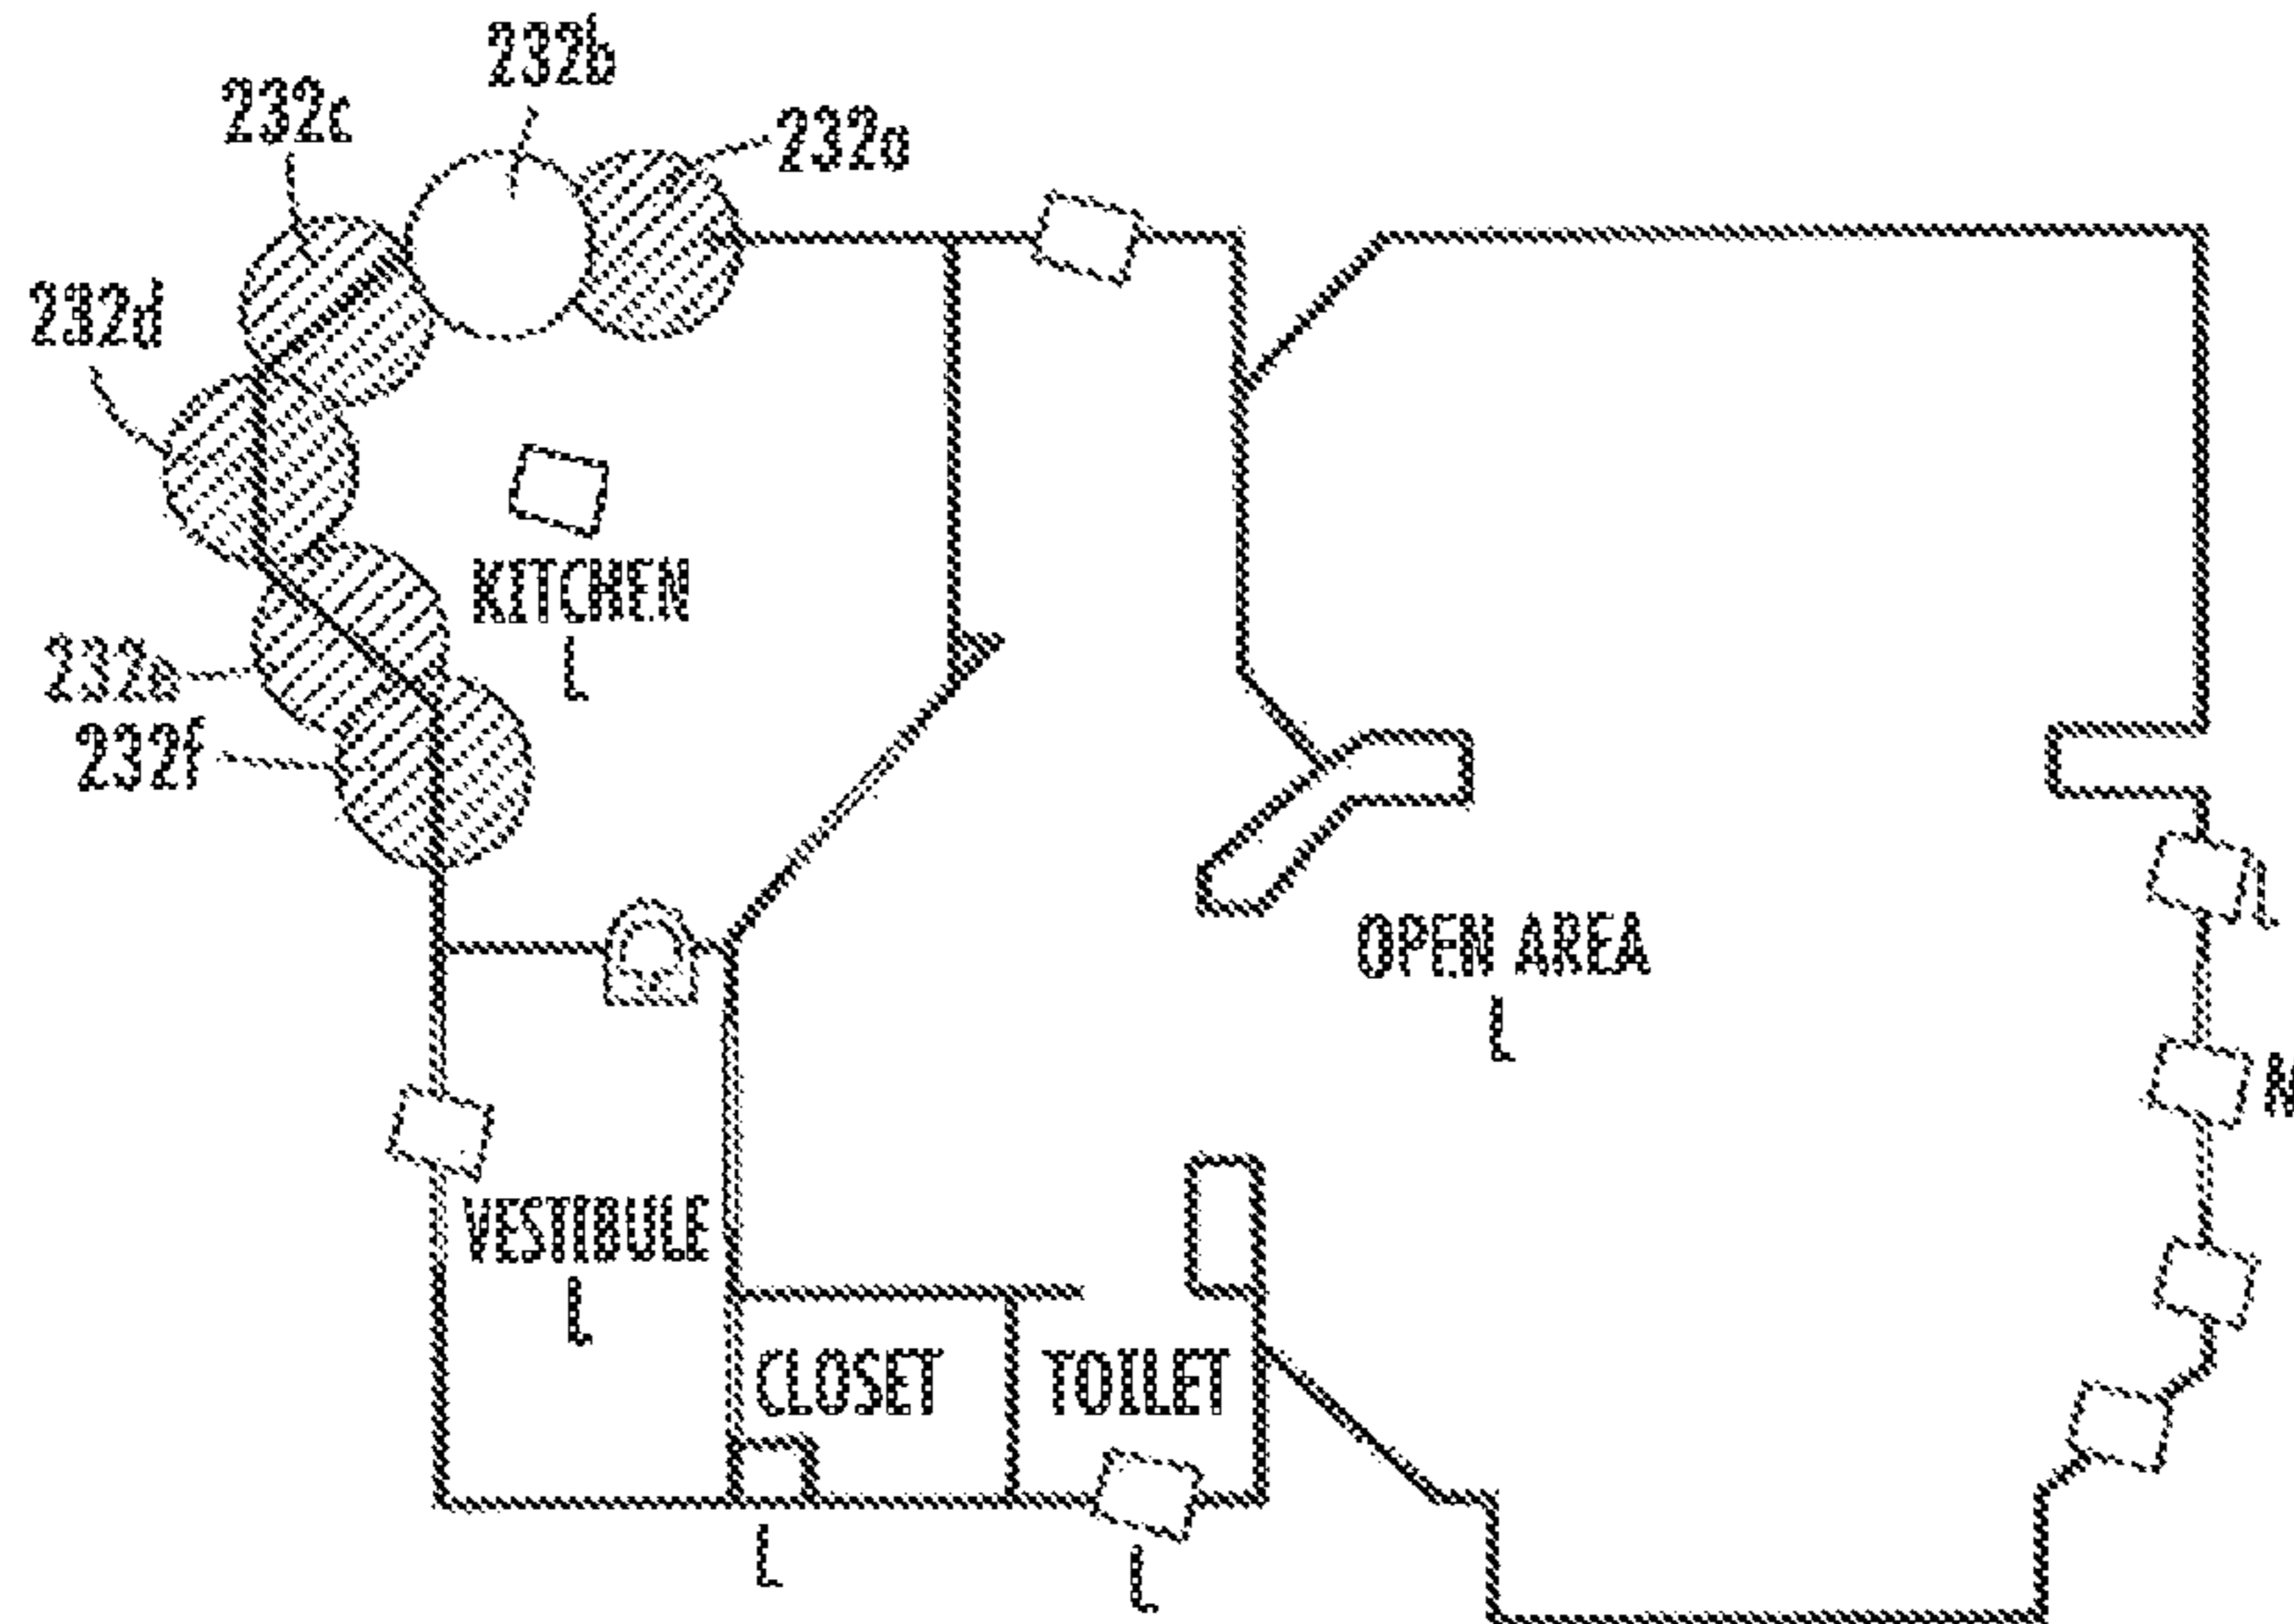 232b
232c
232a
232d
KITCHEN
232e
232f
OPEN AREA
VESTIBULE
CLOSET
TOILET